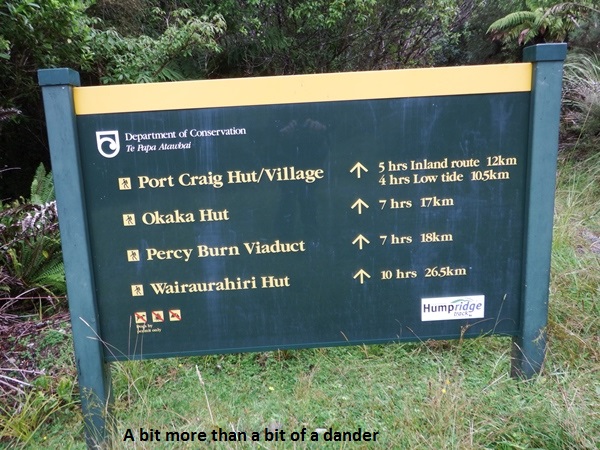 Department of Conservation
Te Papa Atawhai
Port Craig Hut/Village 5 hrs Inland route 12km
4 hrs Low tide 10.5km
Okaka Hut 7 hrs 17km
Percy Burn Viaduct 7 hrs 18km
Wairaurahiri Hut 10 hrs 26.5km
Humpridge
track
A bit more than a bit of a dander